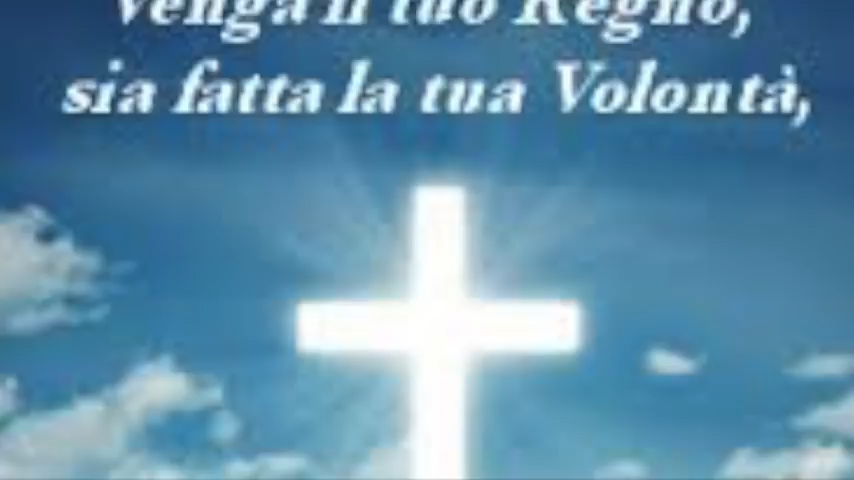 venga il tuo Regno,
sia fatta la tua Volontà,